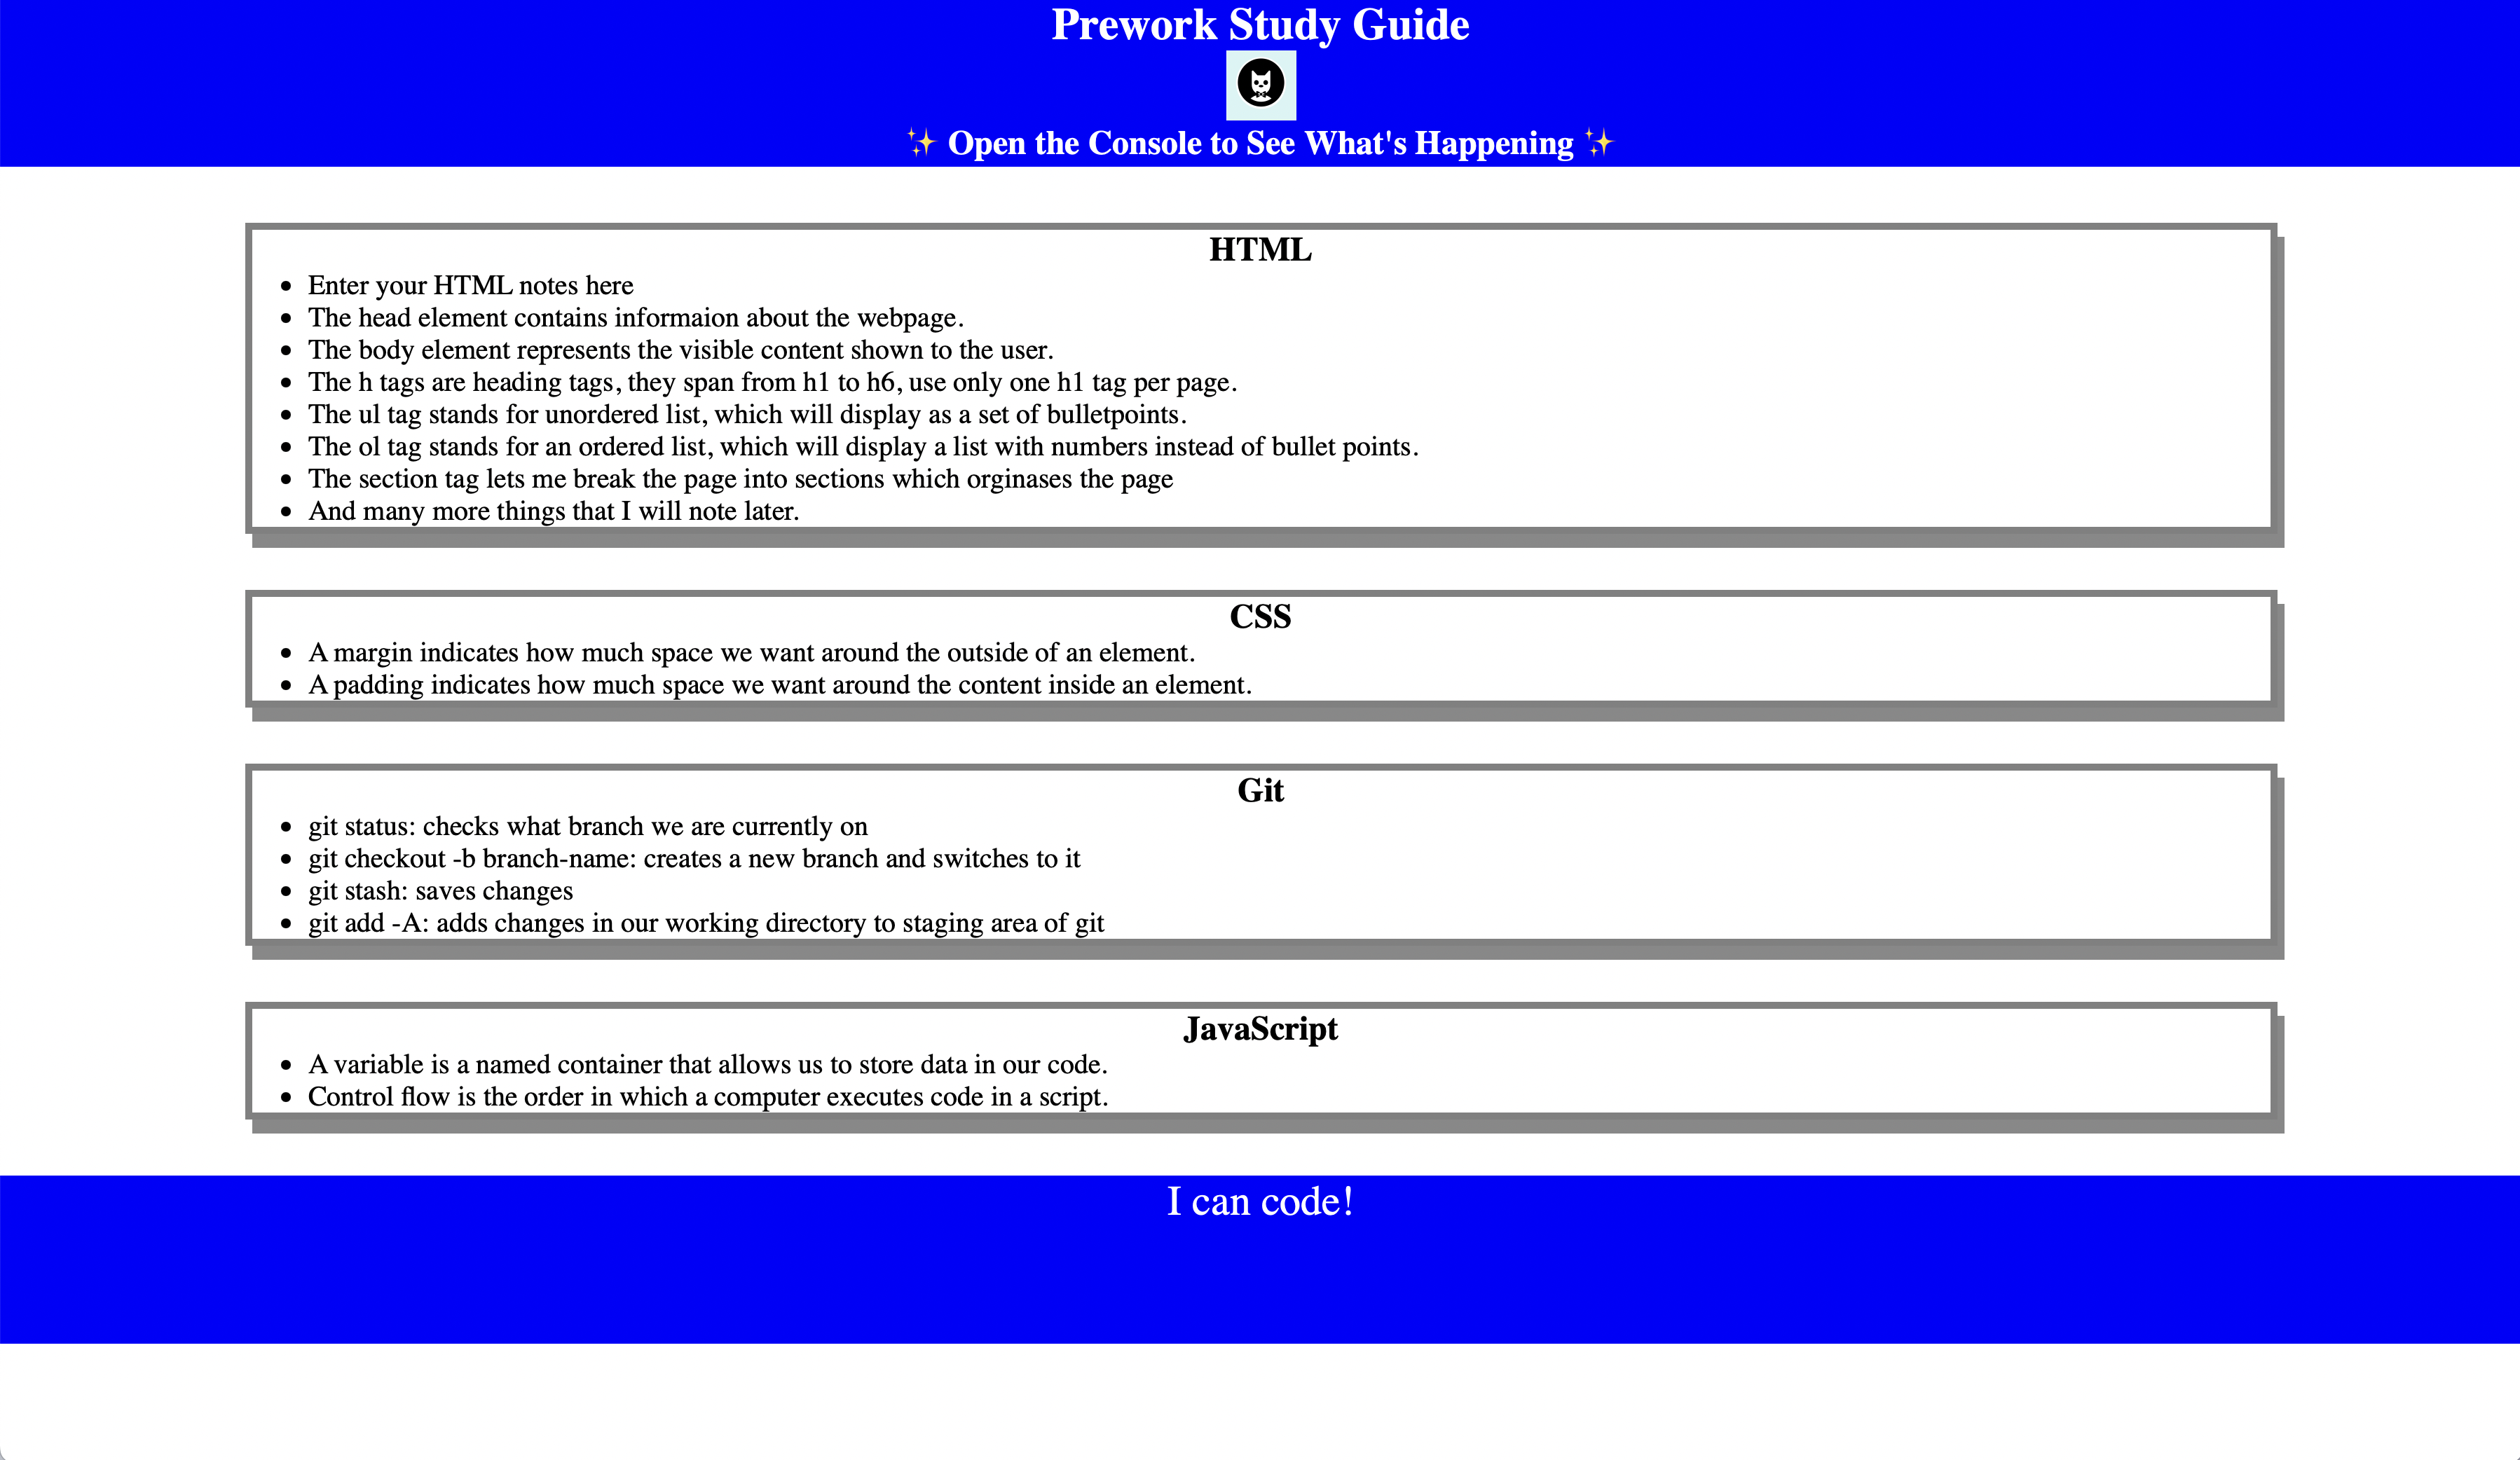 Prework Study Guide
✨ Open the Console to See What's Happening ✨
HTML
• Enter your HTML notes here
• The head element contains informaion about the webpage.
• The body element represents the visible content shown to the user.
• The h tags are heading tags, they span from h1 to h6, use only one h1 tag per page.
• The ul tag stands for unordered list, which will display as a set of bulletpoints.
• The ol tag stands for an ordered list, which will display a list with numbers instead of bullet points.
• The section tag lets me break the page into sections which orginases the page
• And many more things that I will note later.
CSS
• A margin indicates how much space we want around the outside of an element.
• A padding indicates how much space we want around the content inside an element.
Git
• git status: checks what branch we are currently on
• git checkout -b branch-name: creates a new branch and switches to it
• git stash: saves changes
• git add -A: adds changes in our working directory to staging area of git
JavaScript
• A variable is a named container that allows us to store data in our code.
• Control flow is the order in which a computer executes code in a script.
I can code!